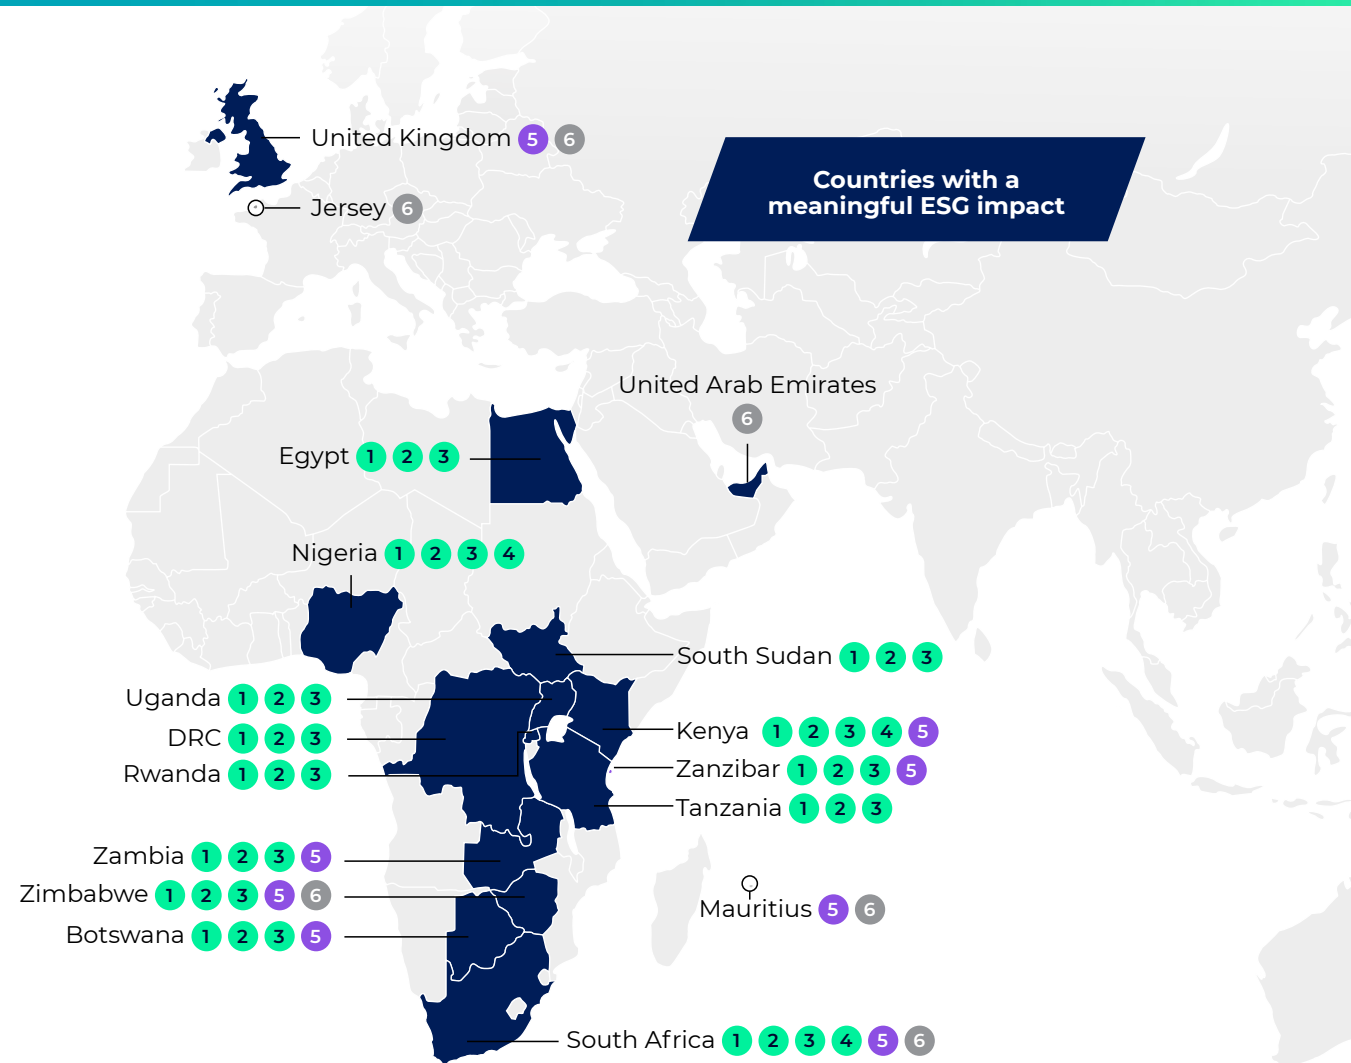 United Kingdom 5 6
Jersey 6
Countries with a
meaningful ESG impact
United Arab Emirates
6
Egypt 1 2 3
Nigeria 1 2 3 4
South Sudan 1 2 3
Uganda 1 2 3
DRC 1 2 3
Rwanda 1 2 3
Kenya 1 2 3 4 5
Zanzibar 1 2 3 5
Tanzania 1 2 3
Zambia 1 2 3 5
Zimbabwe 1 2 3 5 6
Botswana 1 2 3 5
Mauritius 5 6
South Africa 1 2 3 4 5 6